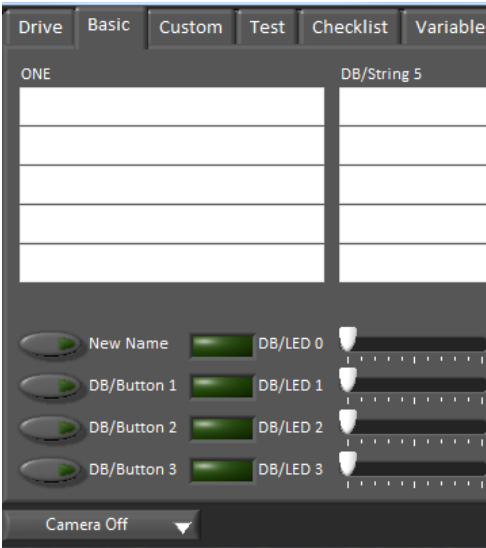 Drive Basic Custom Test Checklist Variable
ONE DB/String 5
New Name DB/LED 0
DB/Button 1 DB/LED 1
DB/Button 2 DB/LED 2
DB/Button 3 DB/LED 3
Camera Off